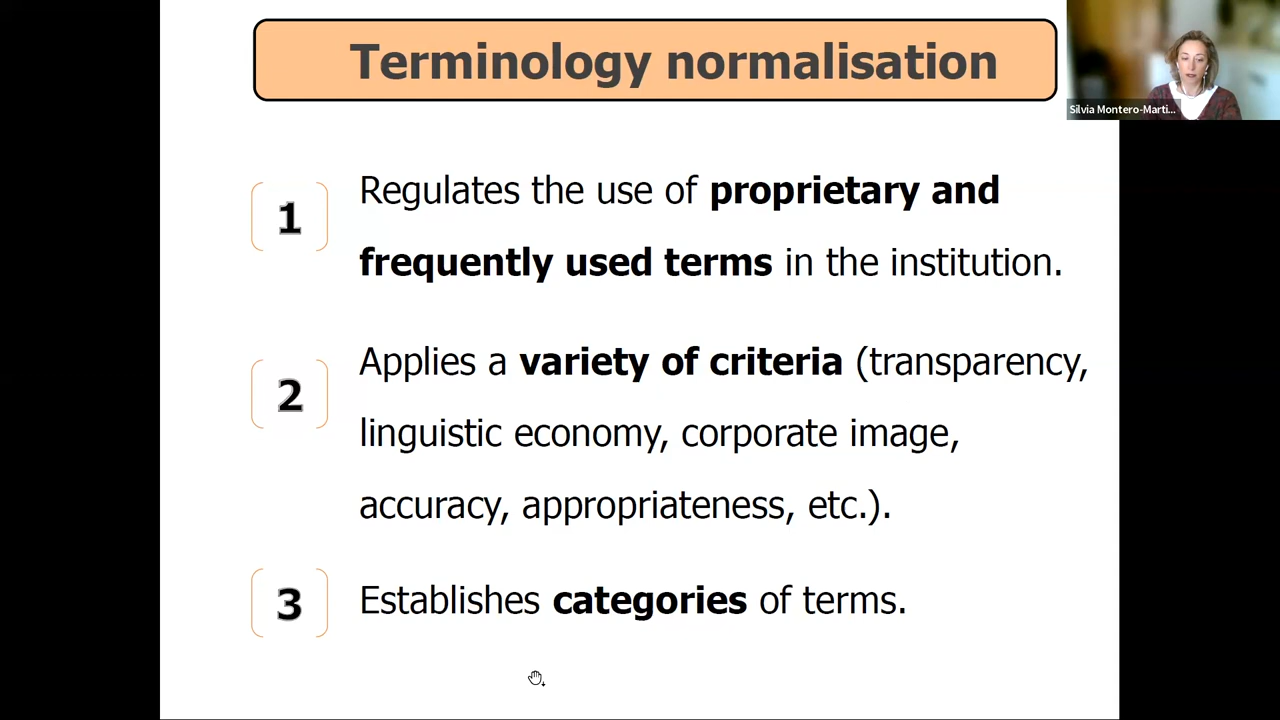 Terminology normalisation
Silvia Montero-Marti...
1
Regulates the use of proprietary and
frequently used terms in the institution.
2
Applies a variety of criteria (transparency,
linguistic economy, corporate image,
accuracy, appropriateness, etc.).
3
Establishes categories of terms.